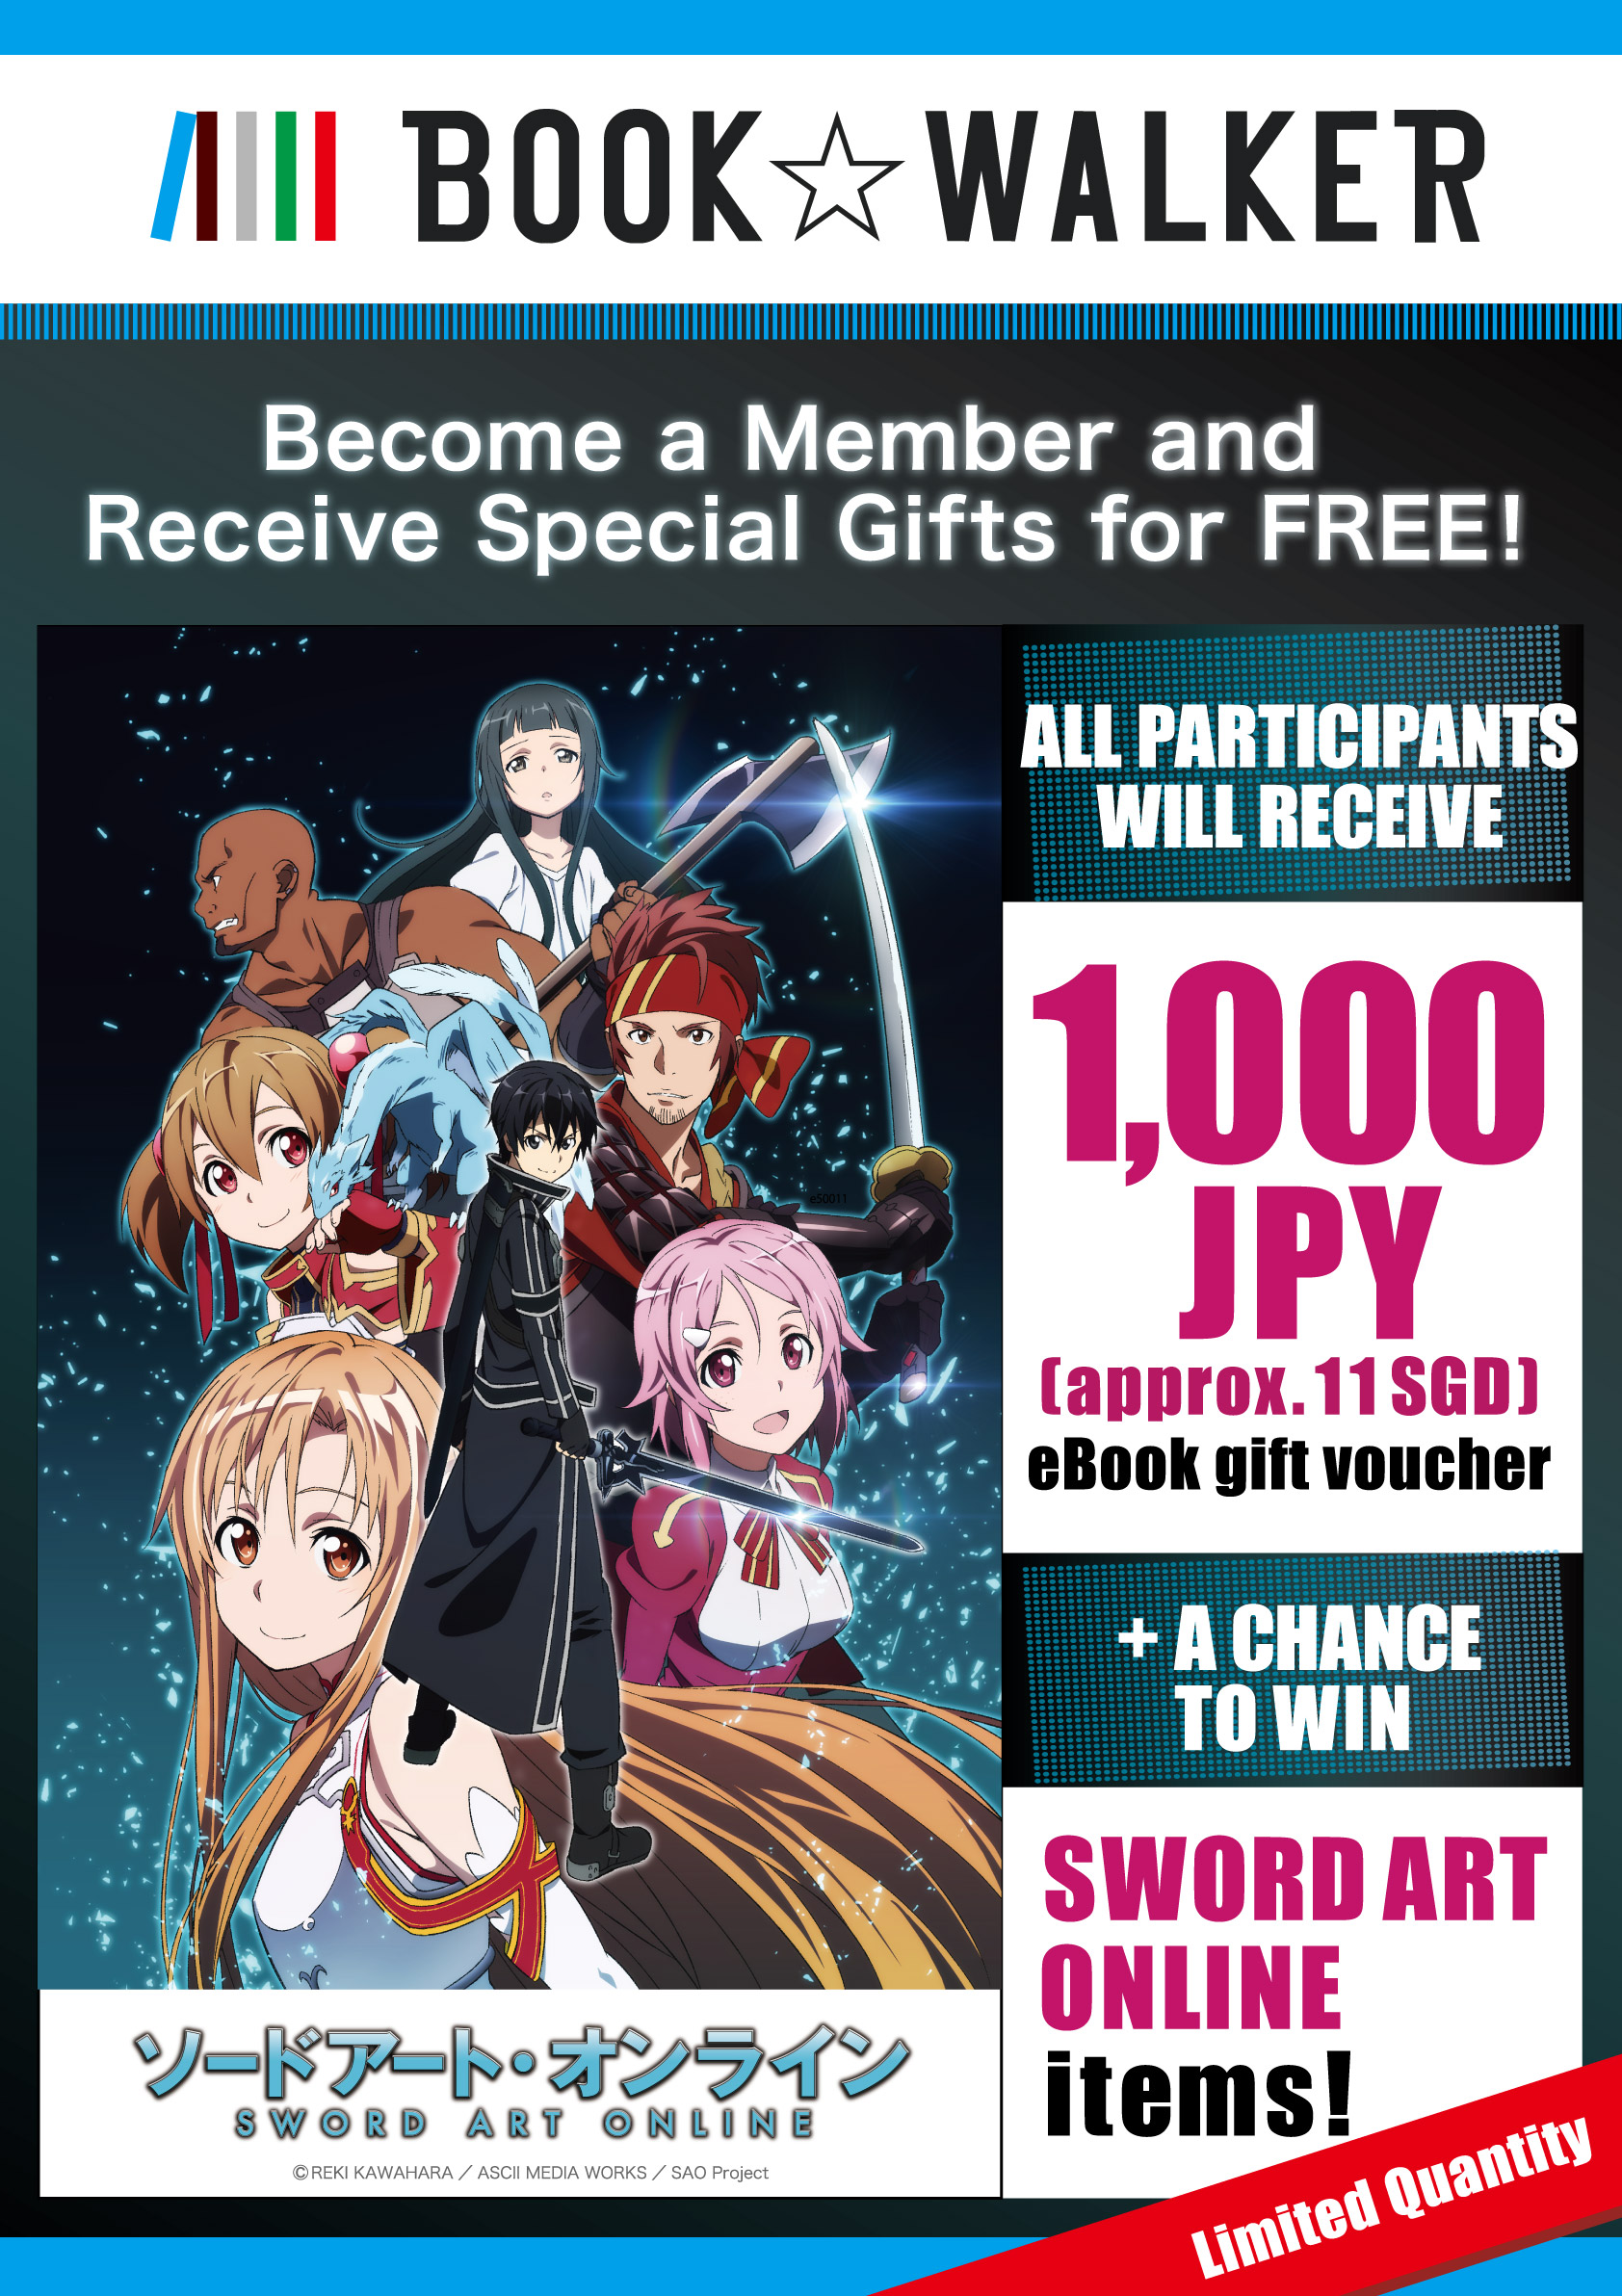 BOOK☆WALKER
Become a Member and
Receive Special Gifts for FREE!
ALL PARTICIPANTS
WILL RECEIVE
1,000
JPY
(approx. 11 SGD)
eBook gift voucher
+ A CHANCE
TO WIN
SWORD ART
ONLINE
items!
Limited Quantity
e50011
ソードアート・オンライン
SWORD ART ONLINE
©REKI KAWAHARA／ASCII MEDIA WORKS／SAO Project